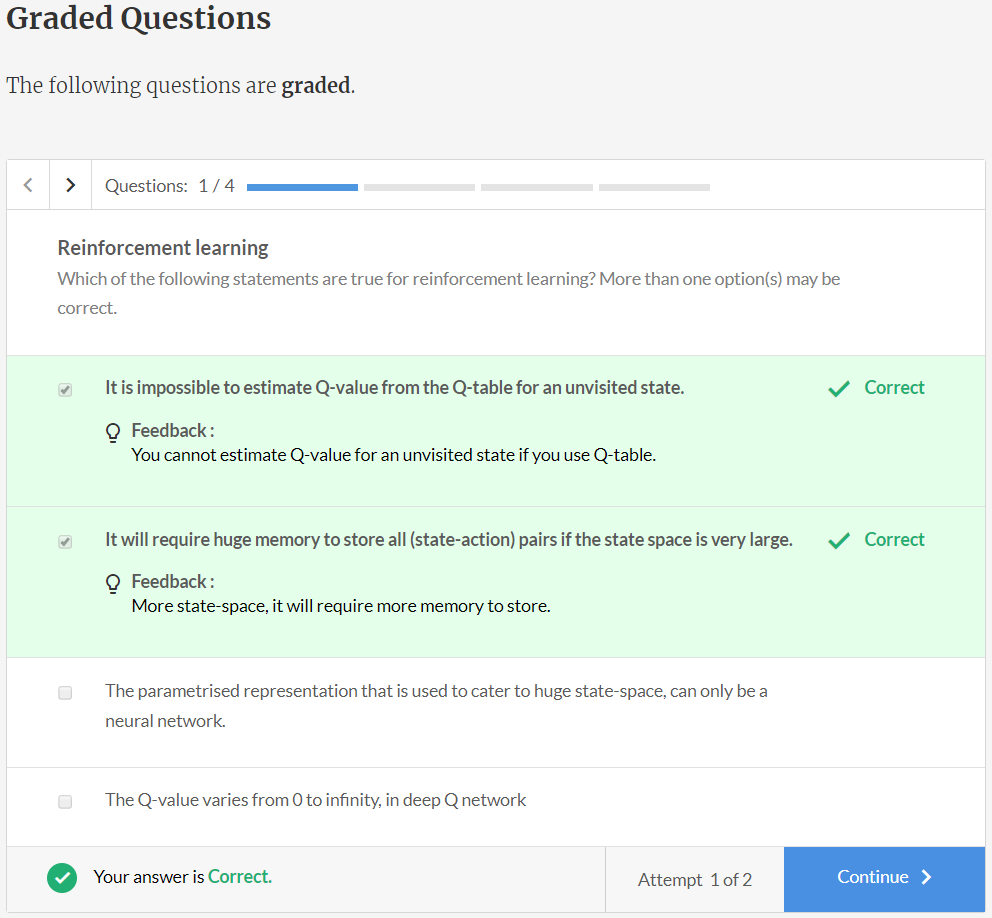 Graded Questions
The following questions are graded.
Questions: 1 / 4
Reinforcement learning
Which of the following statements are true for reinforcement learning? More than one option(s) may be
correct.
It is impossible to estimate Q-value from the Q-table for an unvisited state.
Correct
Feedback :
You cannot estimate Q-value for an unvisited state if you use Q-table.
It will require huge memory to store all (state-action) pairs if the state space is very large.
Correct
Feedback :
More state-space, it will require more memory to store.
The parametrised representation that is used to cater to huge state-space, can only be a
neural network.
The Q-value varies from 0 to infinity, in deep Q network
Your answer is Correct.
Attempt 1 of 2
Continue